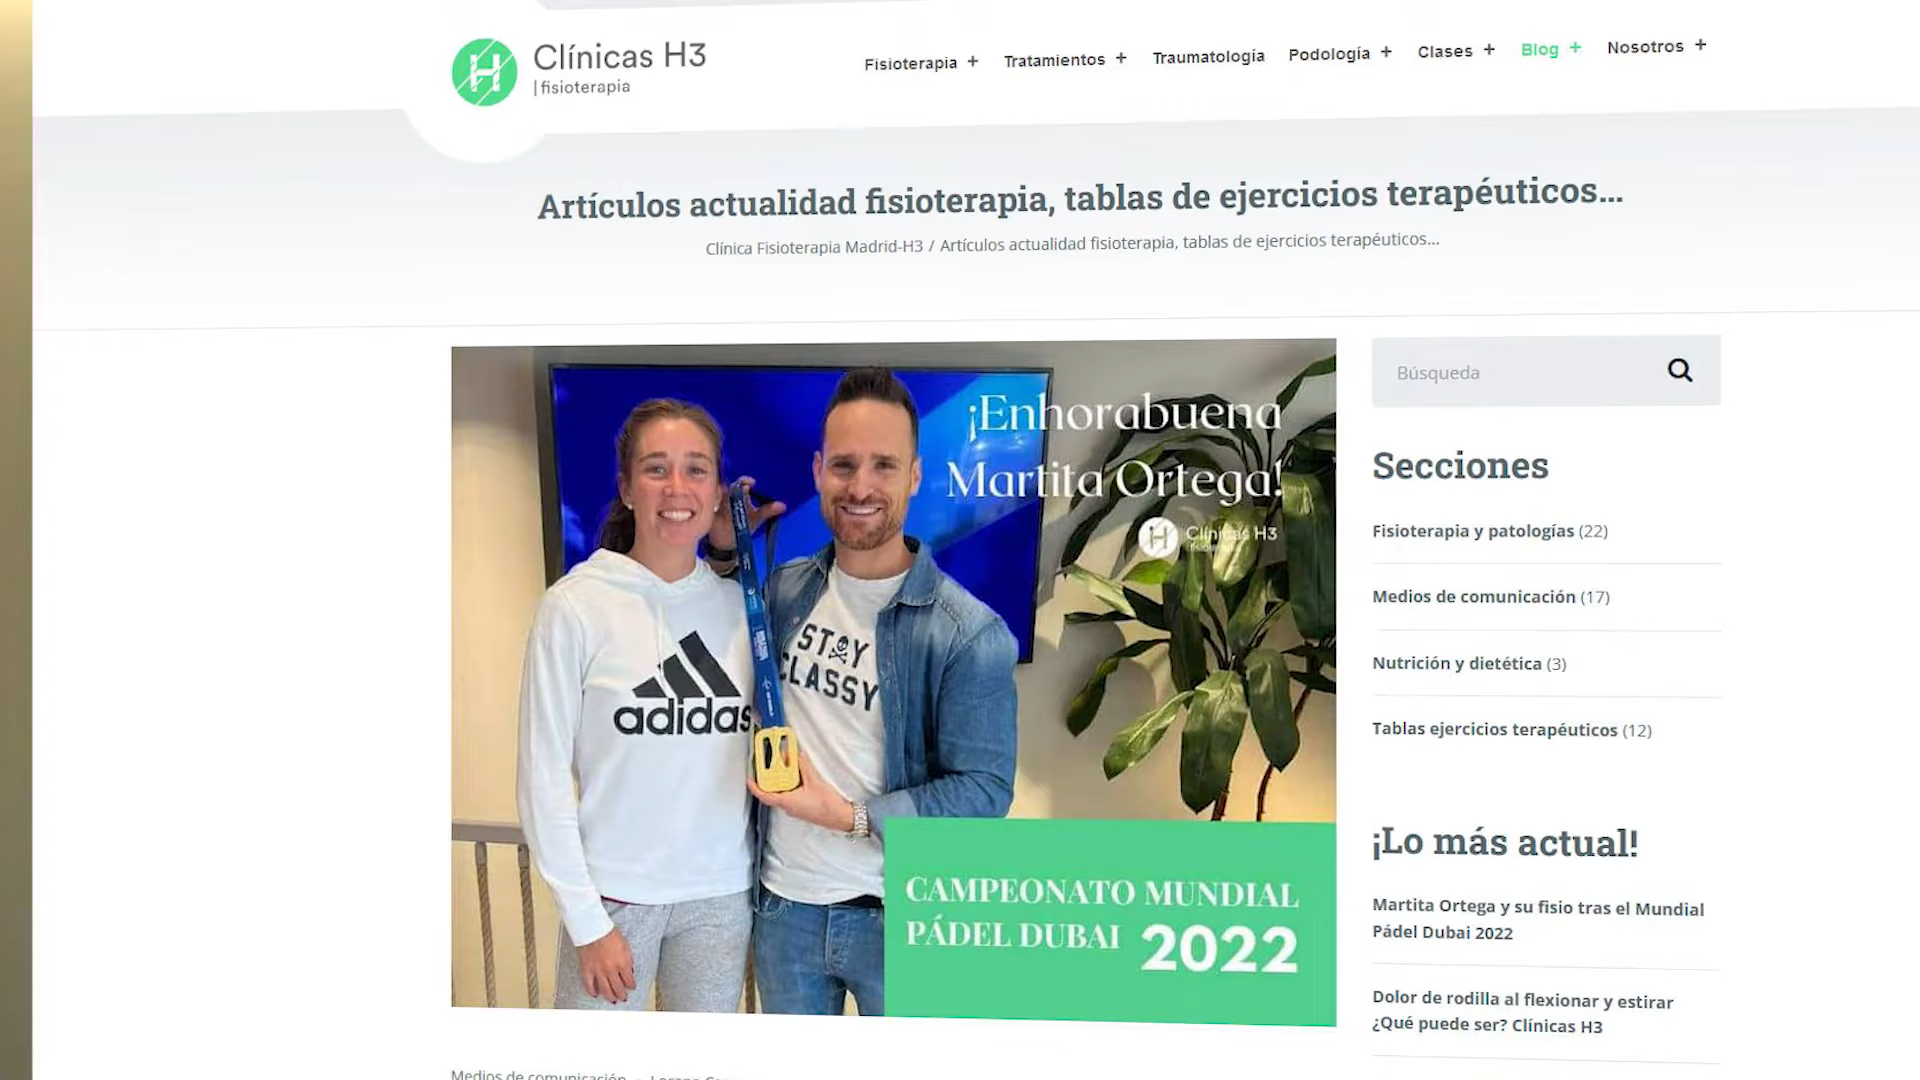 Clínicas H3
| fisioterapia
Fisioterapia +
Tratamientos +
Traumatología
Podología +
Clases +
Blog +
Nosotros +
Artículos actualidad fisioterapia, tablas de ejercicios terapéuticos...
Clínica Fisioterapia Madrid-H3 / Artículos actualidad fisioterapia, tablas de ejercicios terapéuticos...
¡Enhorabuena
Martita Ortega!
Clínicas H3
adidas
STAY
CLASSY
CAMPEONATO MUNDIAL
PÁDEL DUBAI 2022
Búsqueda
Secciones
Fisioterapia y patologías (22)
Medios de comunicación (17)
Nutrición y dietética (3)
Tablas ejercicios terapéuticos (12)
¡Lo más actual!
Martita Ortega y su fisio tras el Mundial
Pádel Dubai 2022
Dolor de rodilla al flexionar y estirar
¿Qué puede ser? Clínicas H3
Medios de comunicación